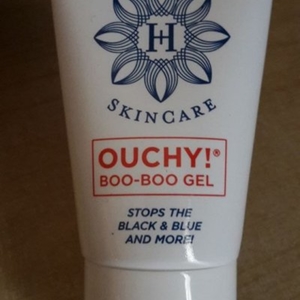 H
SKINCARE
OUCHY!®
BOO-BOO GEL
STOPS THE
BLACK & BLUE
AND MORE!